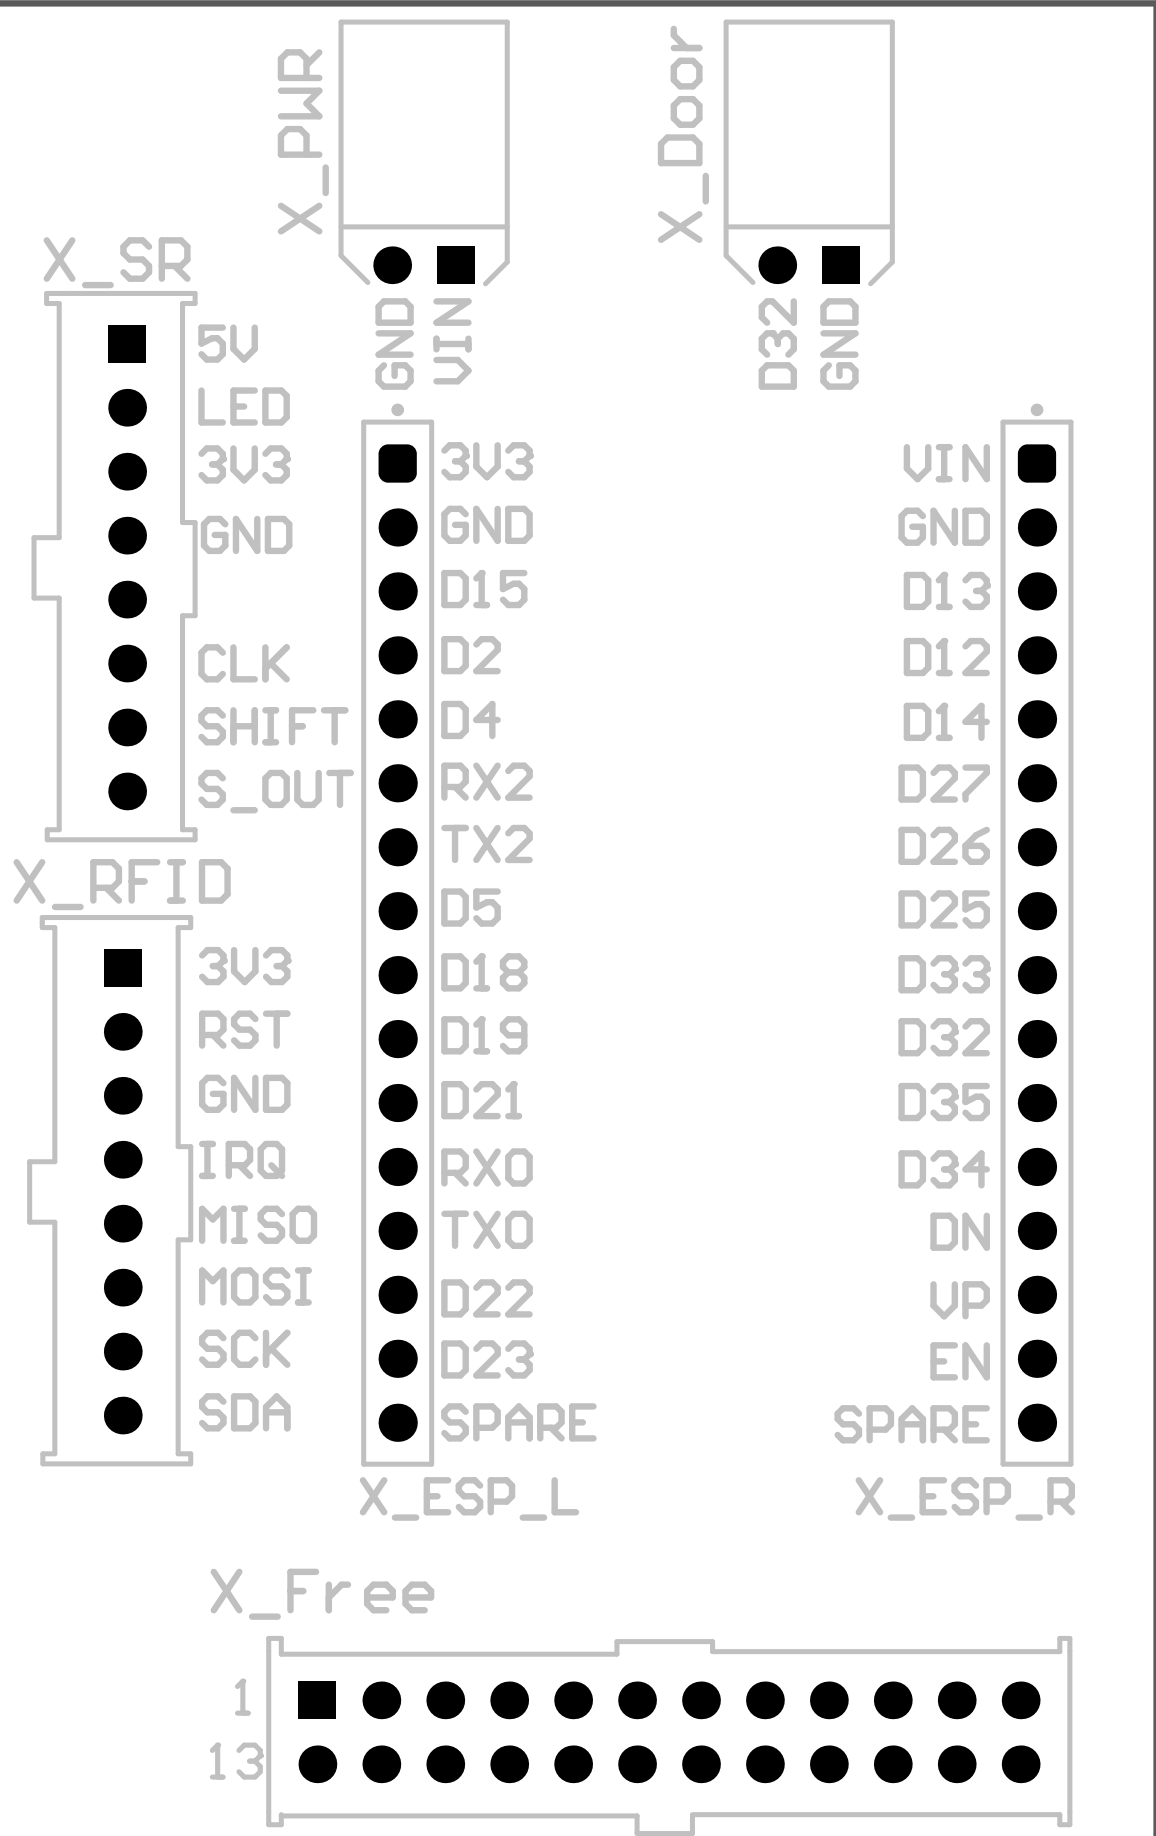 X_PWR
GND
VIN
X_Door
D32
GND
X_SR
5V
LED
3V3
GND
CLK
SHIFT
S_OUT
X_RFID
3V3
RST
GND
IRQ
MISO
MOSI
SCK
SDA
3V3
GND
D15
D2
D4
RX2
TX2
D5
D18
D19
D21
RX0
TX0
D22
D23
SPARE
X_ESP_L
VIN
GND
D13
D12
D14
D27
D26
D25
D33
D32
D35
D34
DN
VP
EN
SPARE
X_ESP_R
X_Free
1
13